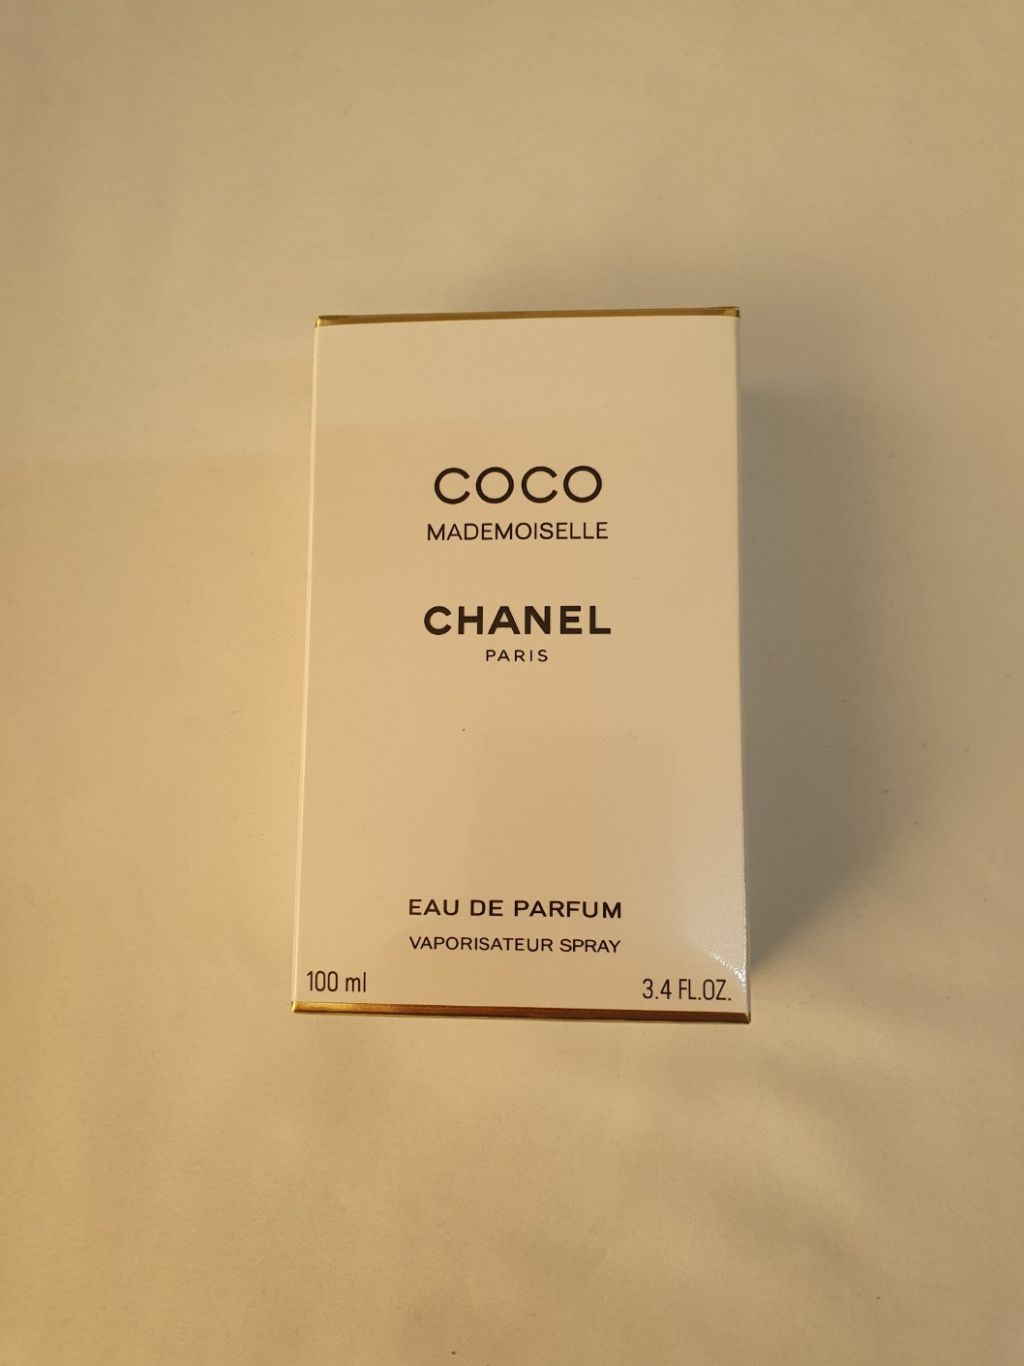 COCO
MADEMOISELLE
CHANEL
PARIS
EAU DE PARFUM
VAPORISATEUR SPRAY
100 ml 3.4 FL.OZ.